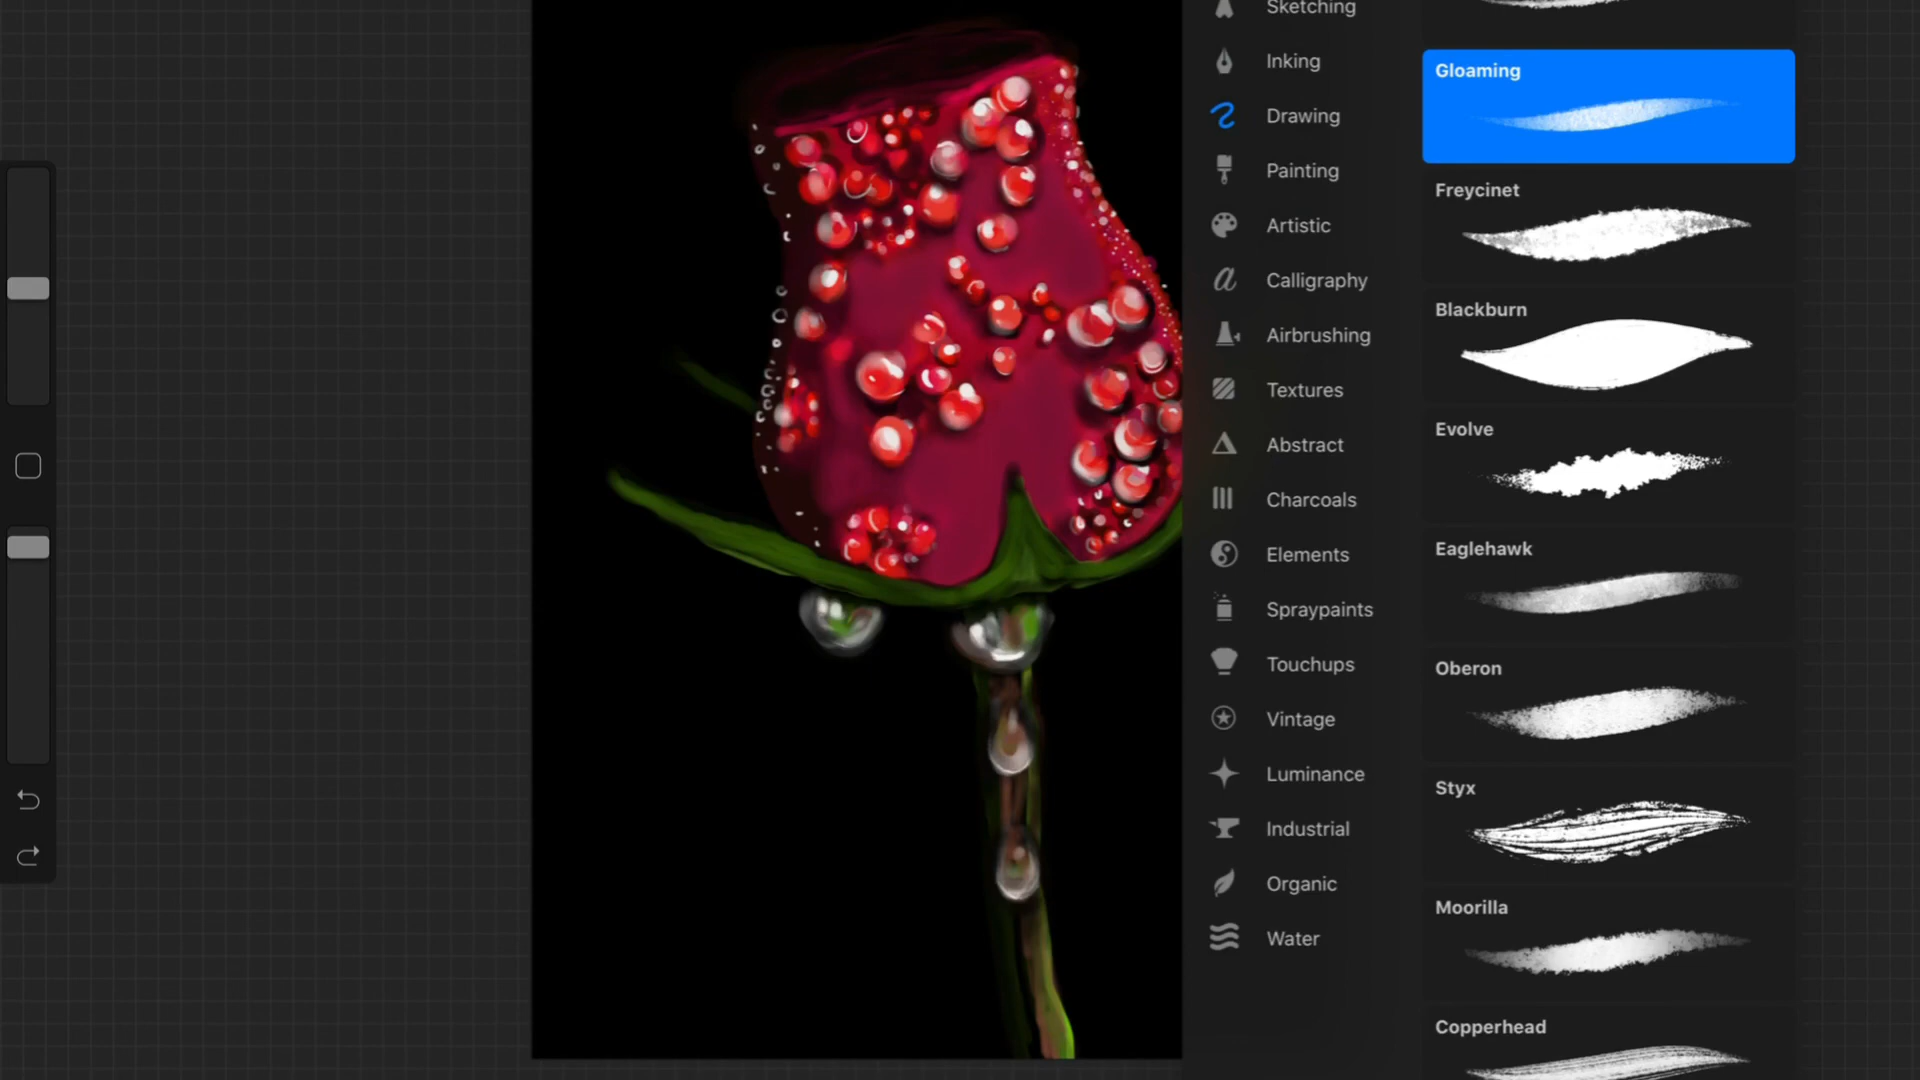 Sketching
Inking
Drawing
Painting
Artistic
Calligraphy
Airbrushing
Textures
Abstract
Charcoals
Elements
Spraypaints
Touchups
Vintage
Luminance
Industrial
Organic
Water
Gloaming
Freycinet
Blackburn
Evolve
Eaglehawk
Oberon
Styx
Moorilla
Copperhead